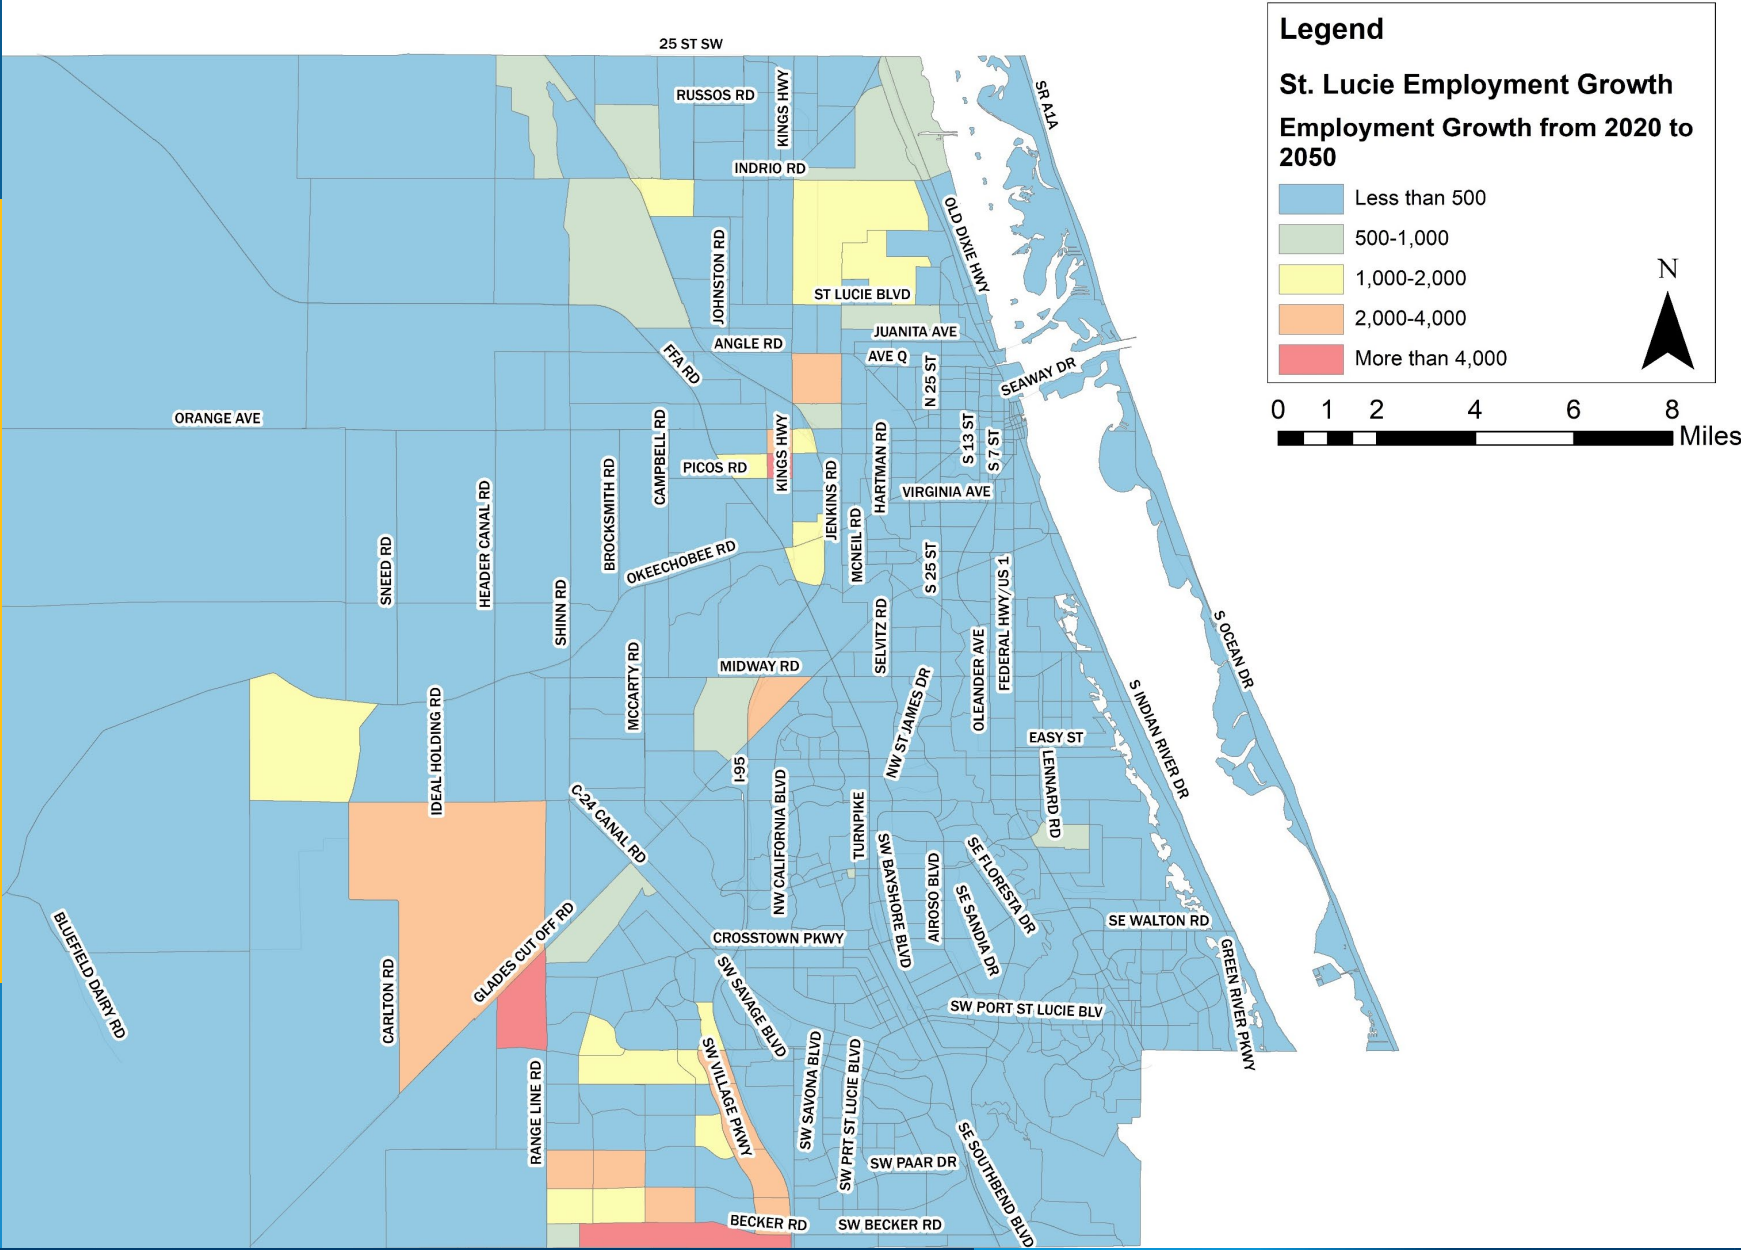 Legend
St. Lucie Employment Growth
Employment Growth from 2020 to
2050
Less than 500
500-1,000
1,000-2,000
2,000-4,000
More than 4,000
N
0 1 2 4 6 8
Miles
25 ST SW
RUSSOS RD
KINGS HWY
SR A1A
INDRIO RD
OLD DIXIE HWY
JOHNSTON RD
ST LUCIE BLVD
JUANITA AVE
ANGLE RD
AVE Q
FFA RD
N 25 ST
SEAWAY DR
ORANGE AVE
CAMPBELL RD
KINGS HWY
HARTMAN RD
S 13 ST
S 7 ST
PICOS RD
BROCKSMITH RD
JENKINS RD
VIRGINIA AVE
HEADER CANAL RD
MCNEIL RD
SNEED RD
OKEECHOBEE RD
S 25 ST
FEDERAL HWY/US 1
SHINN RD
SELVITZ RD
S OCEAN DR
MCCARTY RD
MIDWAY RD
OLEANDER AVE
NW ST JAMES DR
S INDIAN RIVER DR
IDEAL HOLDING RD
EASY ST
I-95
LENNARD RD
C-24 CANAL RD
NW CALIFORNIA BLVD
TURNPIKE
SW BAYSHORE BLVD
AIROSO BLVD
SE FLORESTA DR
SE SANDIA DR
SE WALTON RD
BLUEFIELD DAIRY RD
GLADES CUT OFF RD
CROSSTOWN PKWY
CARLTON RD
SW SAVAGE BLVD
GREEN RIVER PKWY
SW PORT ST LUCIE BLV
RANGE LINE RD
SW VILLAGE PKWY
SW SAVONA BLVD
SW PRT ST LUCIE BLVD
SW PAAR DR
SE SOUTHBEND BLVD
BECKER RD
SW BECKER RD